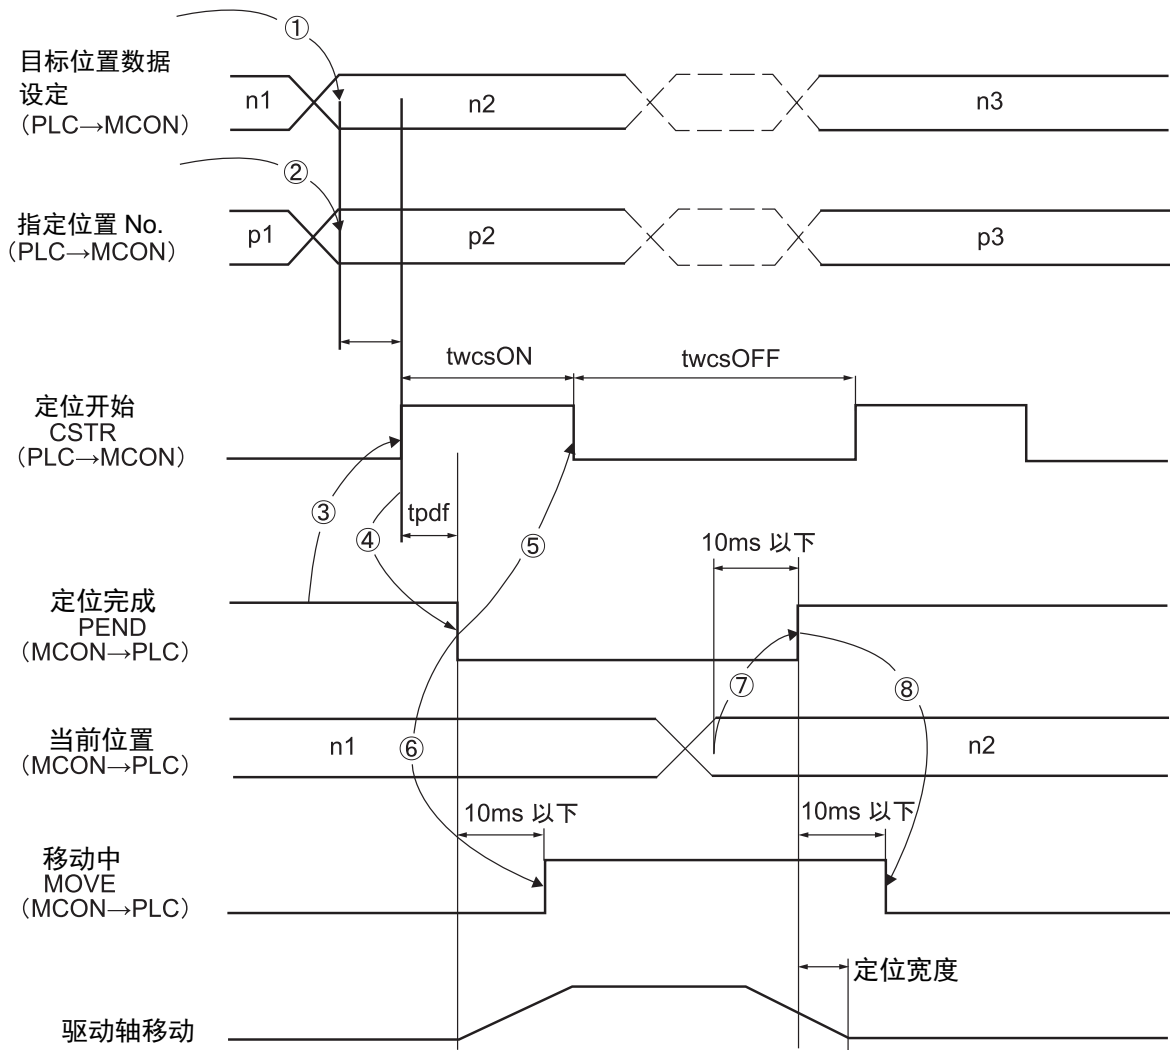 ①
目标位置数据
设定
（PLC→MCON）
n1
n2
n3
②
指定位置 No.
（PLC→MCON）
p1
p2
p3
twcsON
twcsOFF
定位开始
CSTR
（PLC→MCON）
③
④
tpdf
⑤
10ms 以下
定位完成
PEND
（MCON→PLC）
⑦
⑧
当前位置
（MCON→PLC）
n1
⑥
n2
10ms 以下
10ms 以下
移动中
MOVE
（MCON→PLC）
定位宽度
驱动轴移动